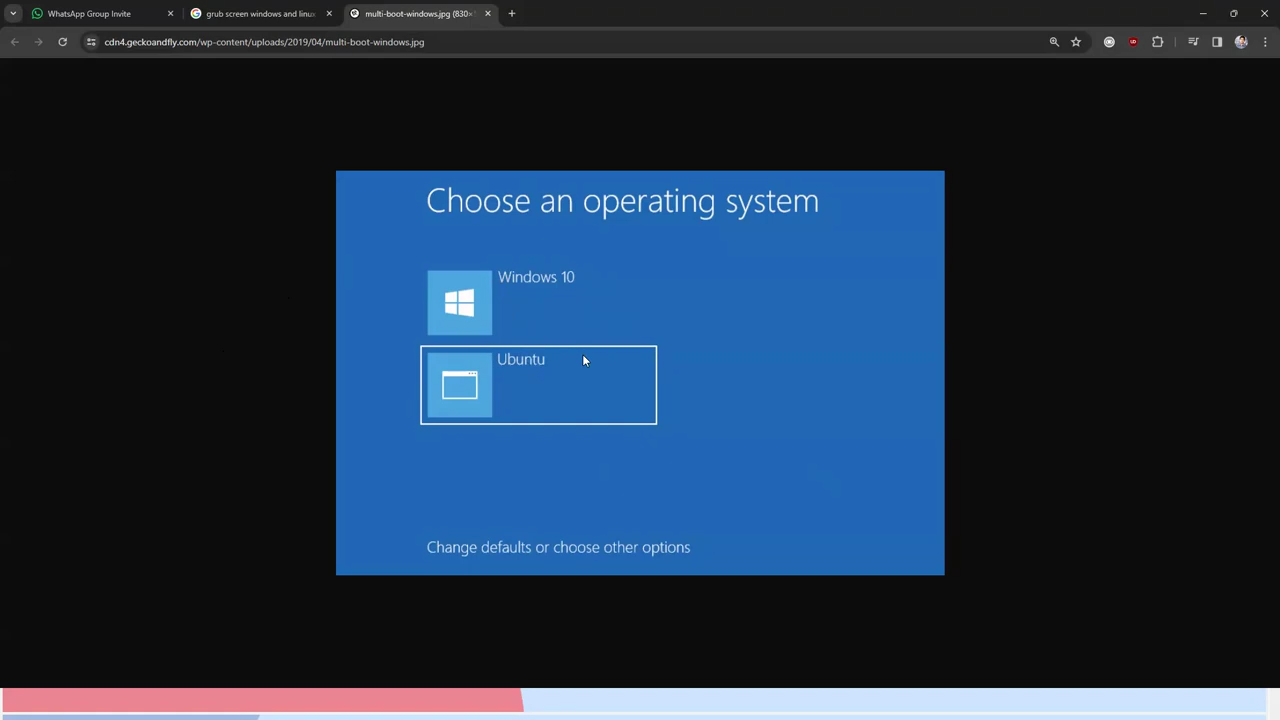 WhatsApp Group Invite
grub screen windows and linux
multi-boot-windows.jpg (830×
cdn4.geckoandfly.com/wp-content/uploads/2019/04/multi-boot-windows.jpg
Choose an operating system
Windows 10
Ubuntu
Change defaults or choose other options